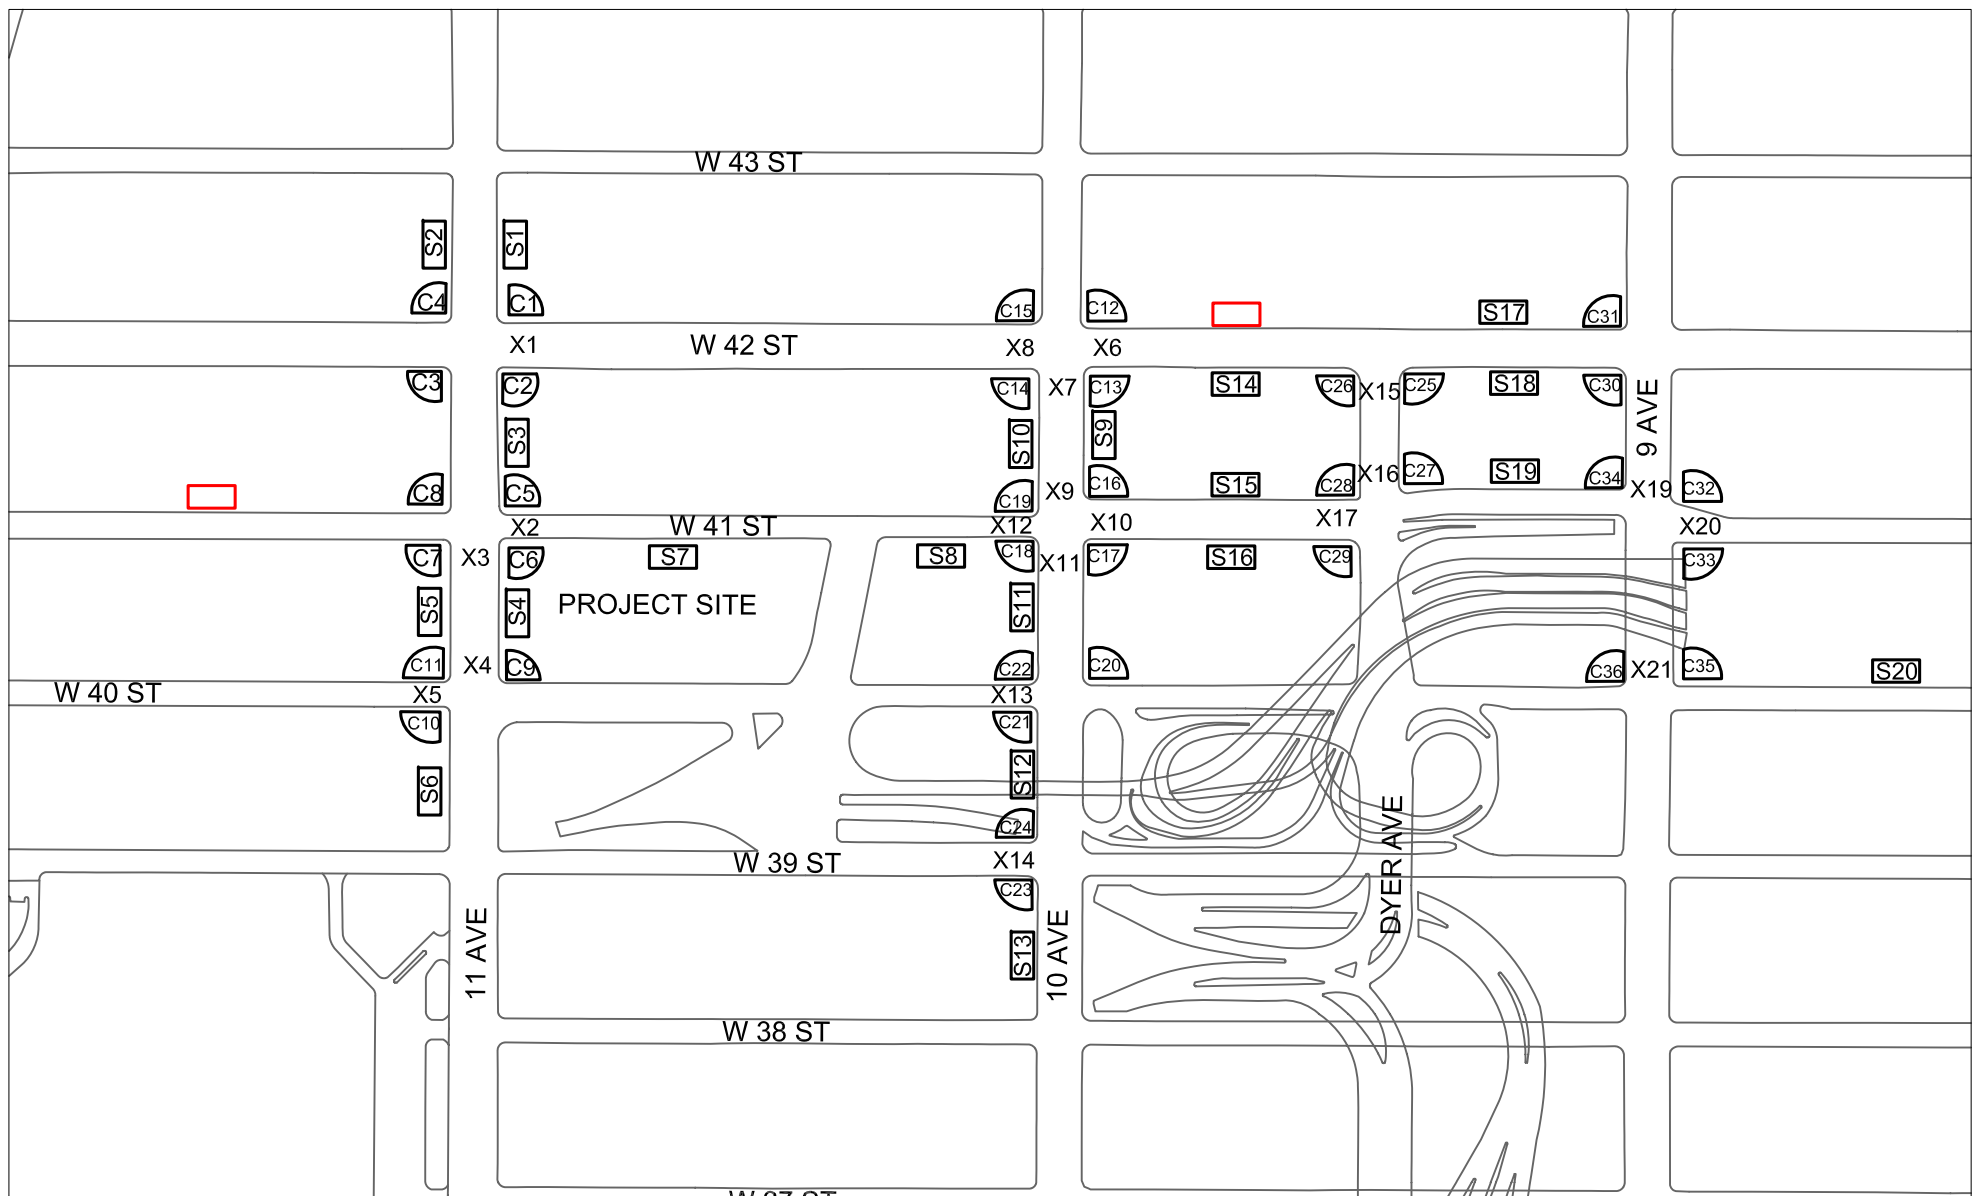 W 43 ST
S2
S1
C4
C1
C15
C12
S17
C31
X1
W 42 ST
X8
X6
C3
C2
C14
X7
C13
S14
C26
X15
C25
S18
C30
9 AVE
S3
S10
S9
C8
C5
C19
X9
C16
S15
C28
X16
C27
S19
C34
X19
C32
X2
W 41 ST
X12
X10
X17
X20
C7
X3
C6
S7
S8
C18
X11
C17
S16
C29
C33
S5
S4
PROJECT SITE
S11
C11
X4
C9
C22
C20
C36
X21
C35
S20
W 40 ST
X5
X13
C10
C21
S6
S12
C24
DYER AVE
W 39 ST
X14
C23
11 AVE
S13
10 AVE
W 38 ST
W 37 ST